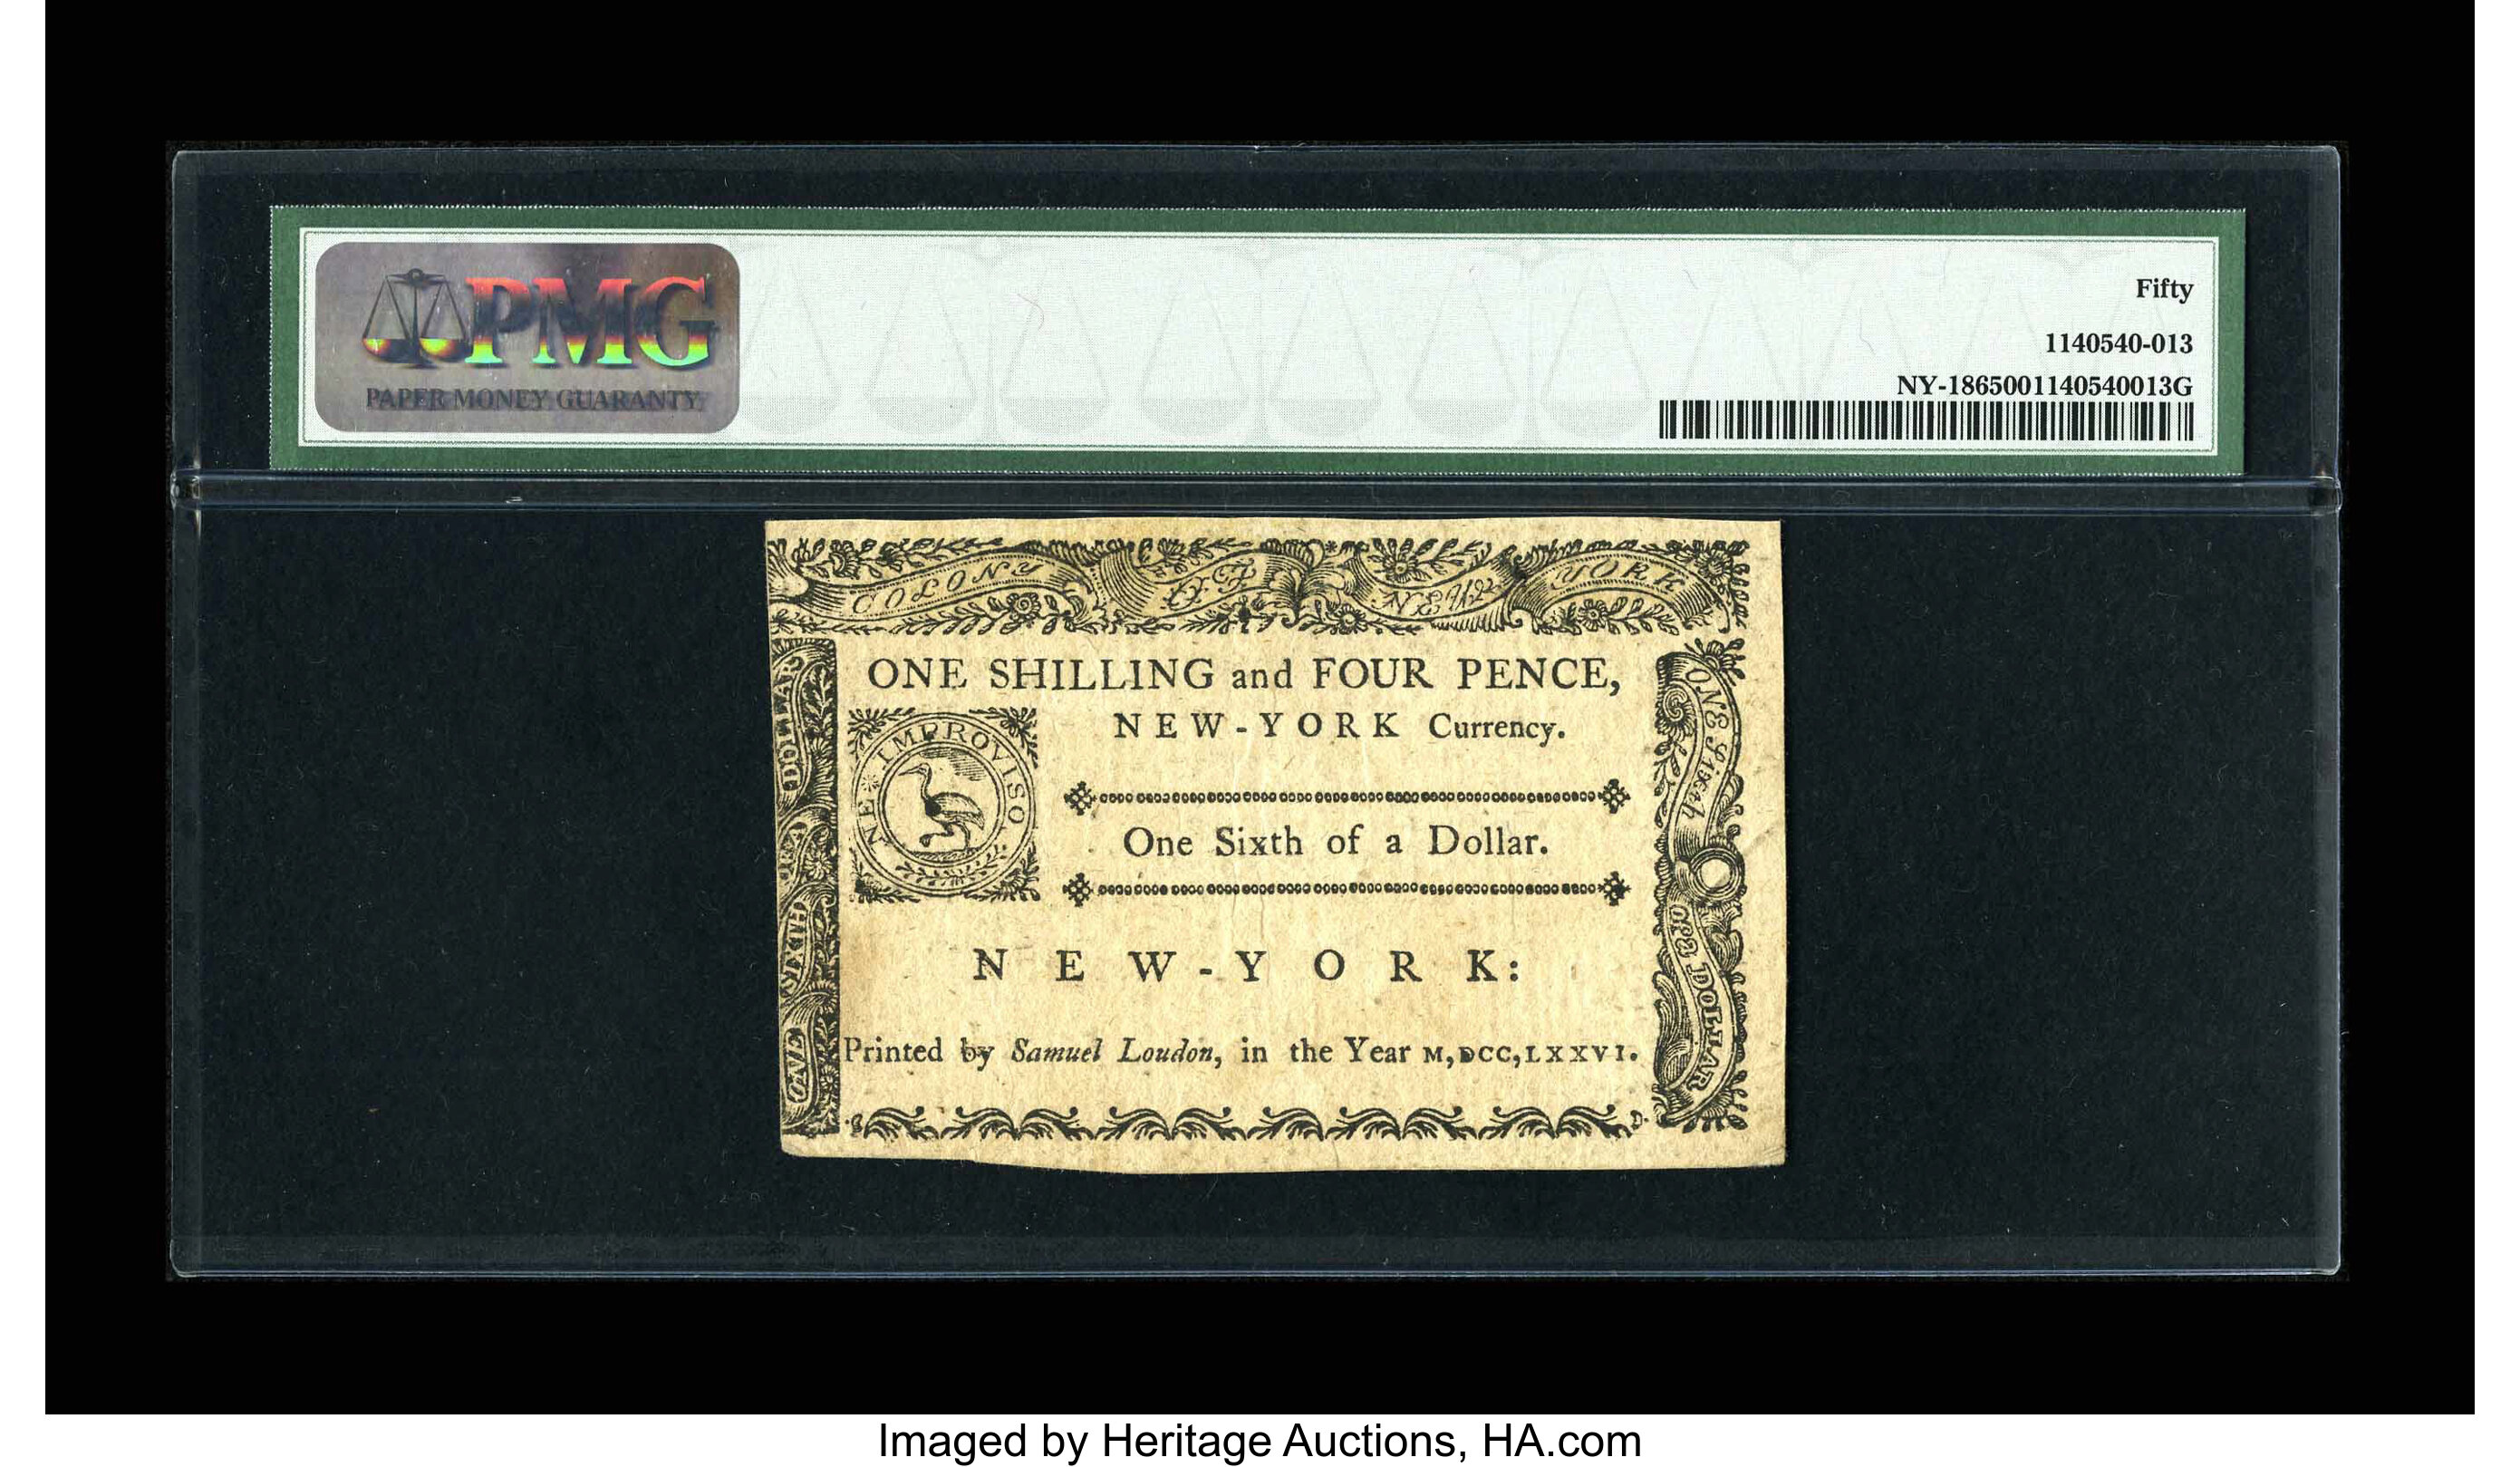 PMG
PAPER MONEY GUARANTY
Fifty
1140540-013
NY-1865001140540013G
COLONY OF NEW YORK
ONE SHILLING and FOUR PENCE,
NEW-YORK Currency.
NE IMPROVISO
One Sixth of a Dollar.
NEW-YORK:
Printed by Samuel Loudon, in the Year M,DCC,LXXVI.
ONE SIXTH OF A DOLLAR
ONE Sixth OF A DOLLAR
Imaged by Heritage Auctions, HA.com